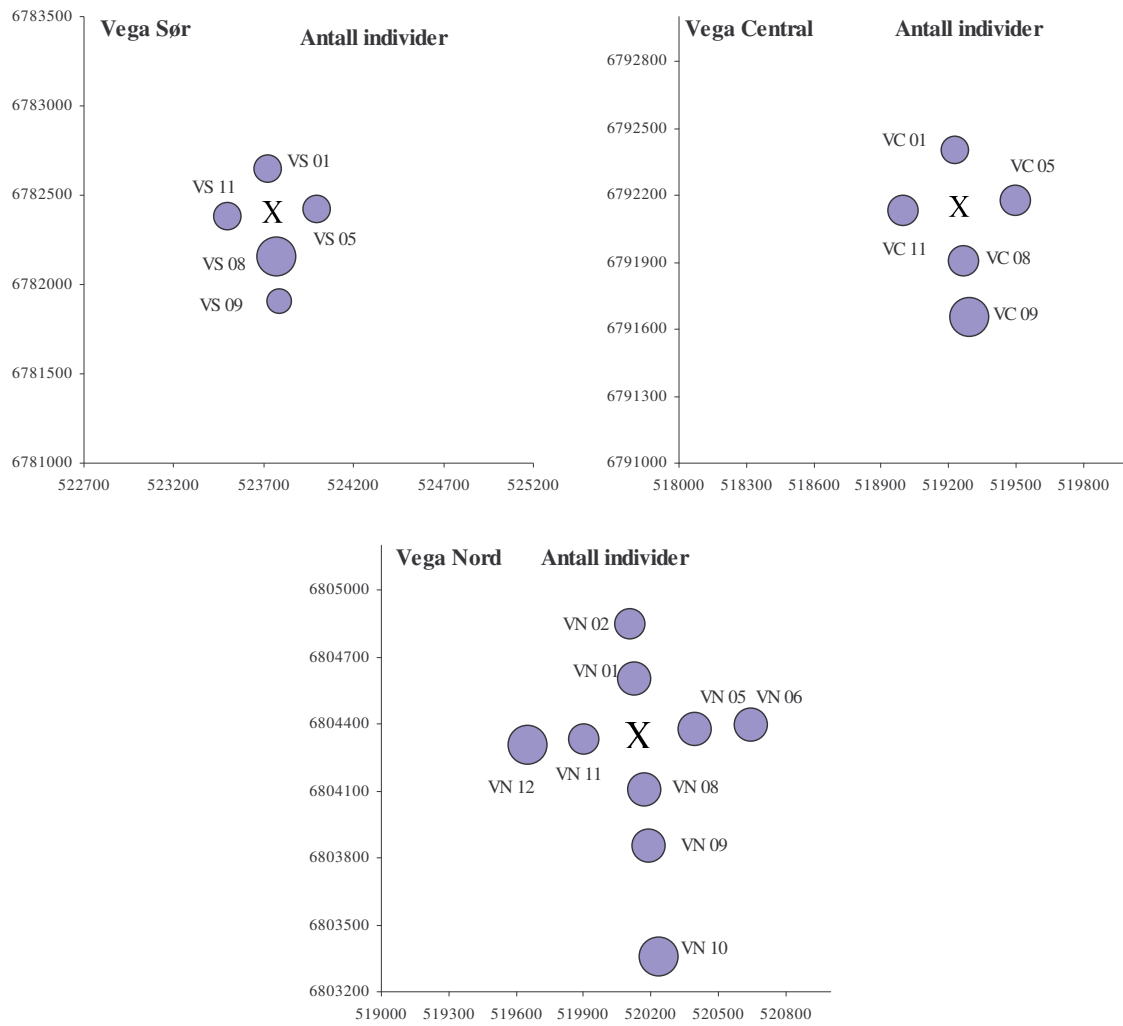 Vega Sør
Antall individer
6783500
6783000
6782500
6782000
6781500
6781000
VS 01
VS 11
X
VS 05
VS 08
VS 09
522700 523200 523700 524200 524700 525200
Vega Central
Antall individer
6792800
6792500
6792200
6791900
6791600
6791300
6791000
VC 01
VC 05
X
VC 11
VC 08
VC 09
518000 518300 518600 518900 519200 519500 519800
Vega Nord
Antall individer
6805000
6804700
6804400
6804100
6803800
6803500
6803200
VN 02
VN 01
VN 05 VN 06
X
VN 12
VN 11
VN 08
VN 09
VN 10
519000 519300 519600 519900 520200 520500 520800